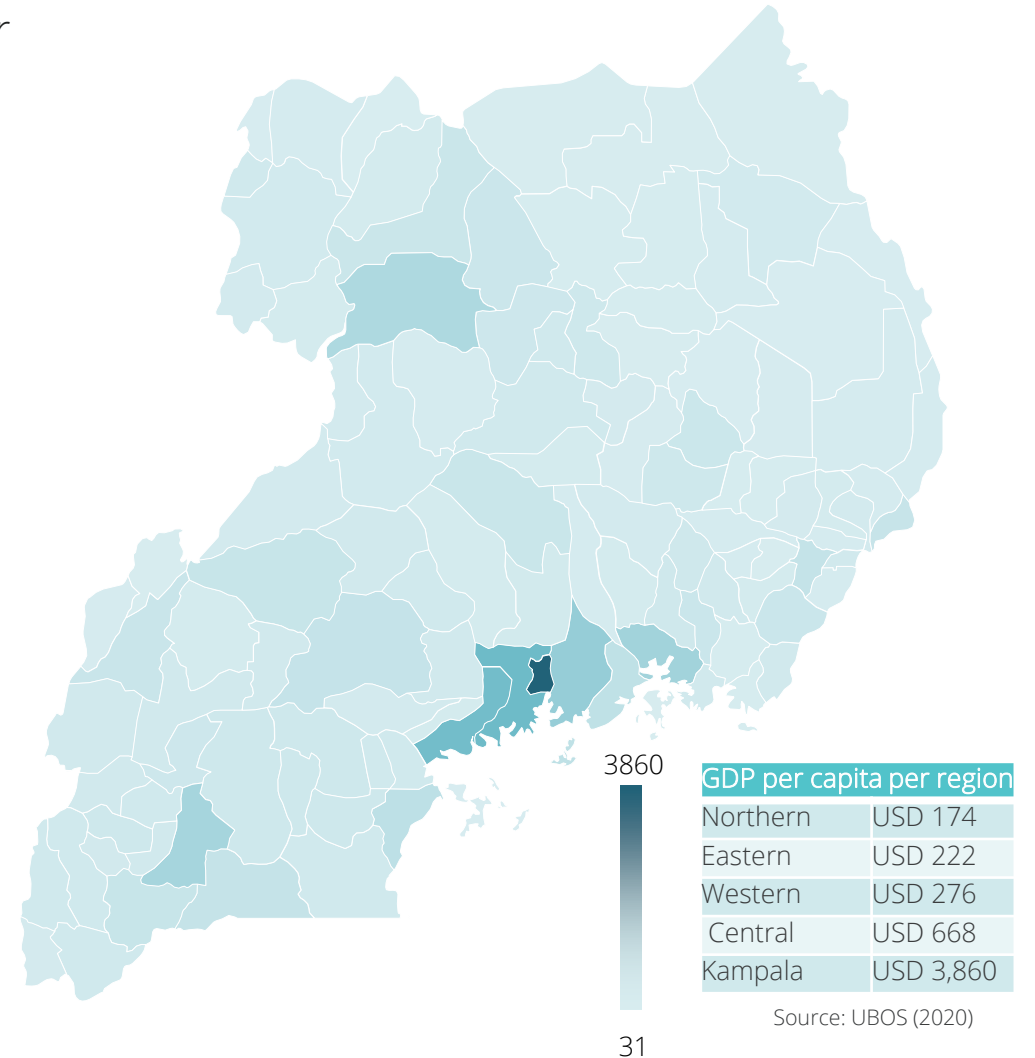 r
3860
31
GDP per capita per region
Northern USD 174
Eastern USD 222
Western USD 276
Central USD 668
Kampala USD 3,860
Source: UBOS (2020)